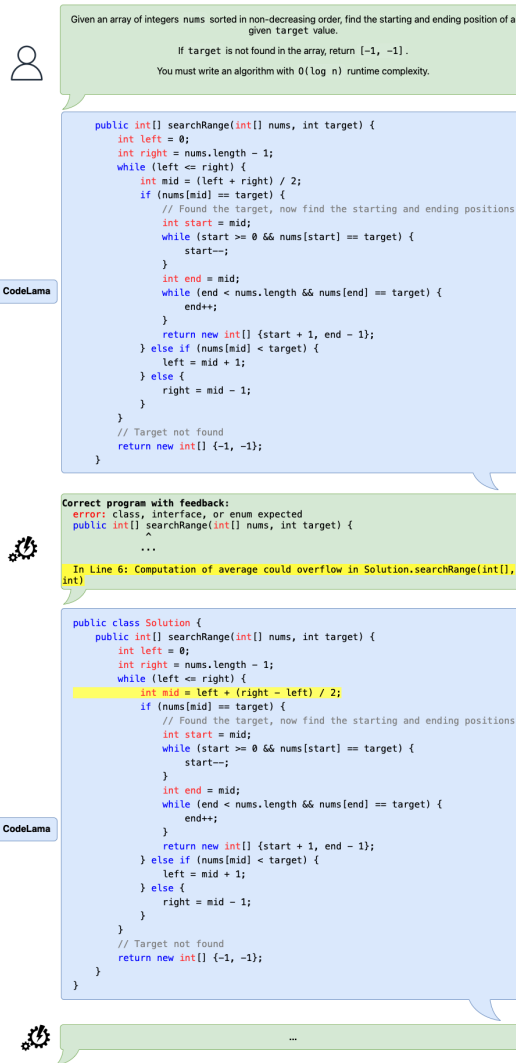 Given an array of integers nums sorted in non-decreasing order, find the starting and ending position of a
given target value.
If target is not found in the array, return [-1, -1].
You must write an algorithm with O(log n) runtime complexity.
public int[] searchRange(int[] nums, int target) {
int left = 0;
int right = nums.length - 1;
while (left <= right) {
int mid = (left + right) / 2;
if (nums[mid] == target) {
// Found the target, now find the starting and ending positions
int start = mid;
while (start >= 0 && nums[start] == target) {
start--;
}
int end = mid;
while (end < nums.length && nums[end] == target) {
end++;
}
return new int[] {start + 1, end - 1};
} else if (nums[mid] < target) {
left = mid + 1;
} else {
right = mid - 1;
}
}
// Target not found
return new int[] {-1, -1};
}
CodeLama
Correct program with feedback:
error: class, interface, or enum expected
public int[] searchRange(int[] nums, int target) {
^
...
In Line 6: Computation of average could overflow in Solution.searchRange(int[],
int)
public class Solution {
public int[] searchRange(int[] nums, int target) {
int left = 0;
int right = nums.length - 1;
while (left <= right) {
int mid = left + (right - left) / 2;
if (nums[mid] == target) {
// Found the target, now find the starting and ending positions
int start = mid;
while (start >= 0 && nums[start] == target) {
start--;
}
int end = mid;
while (end < nums.length && nums[end] == target) {
end++;
}
return new int[] {start + 1, end - 1};
} else if (nums[mid] < target) {
left = mid + 1;
} else {
right = mid - 1;
}
}
// Target not found
return new int[] {-1, -1};
}
}
CodeLama
...